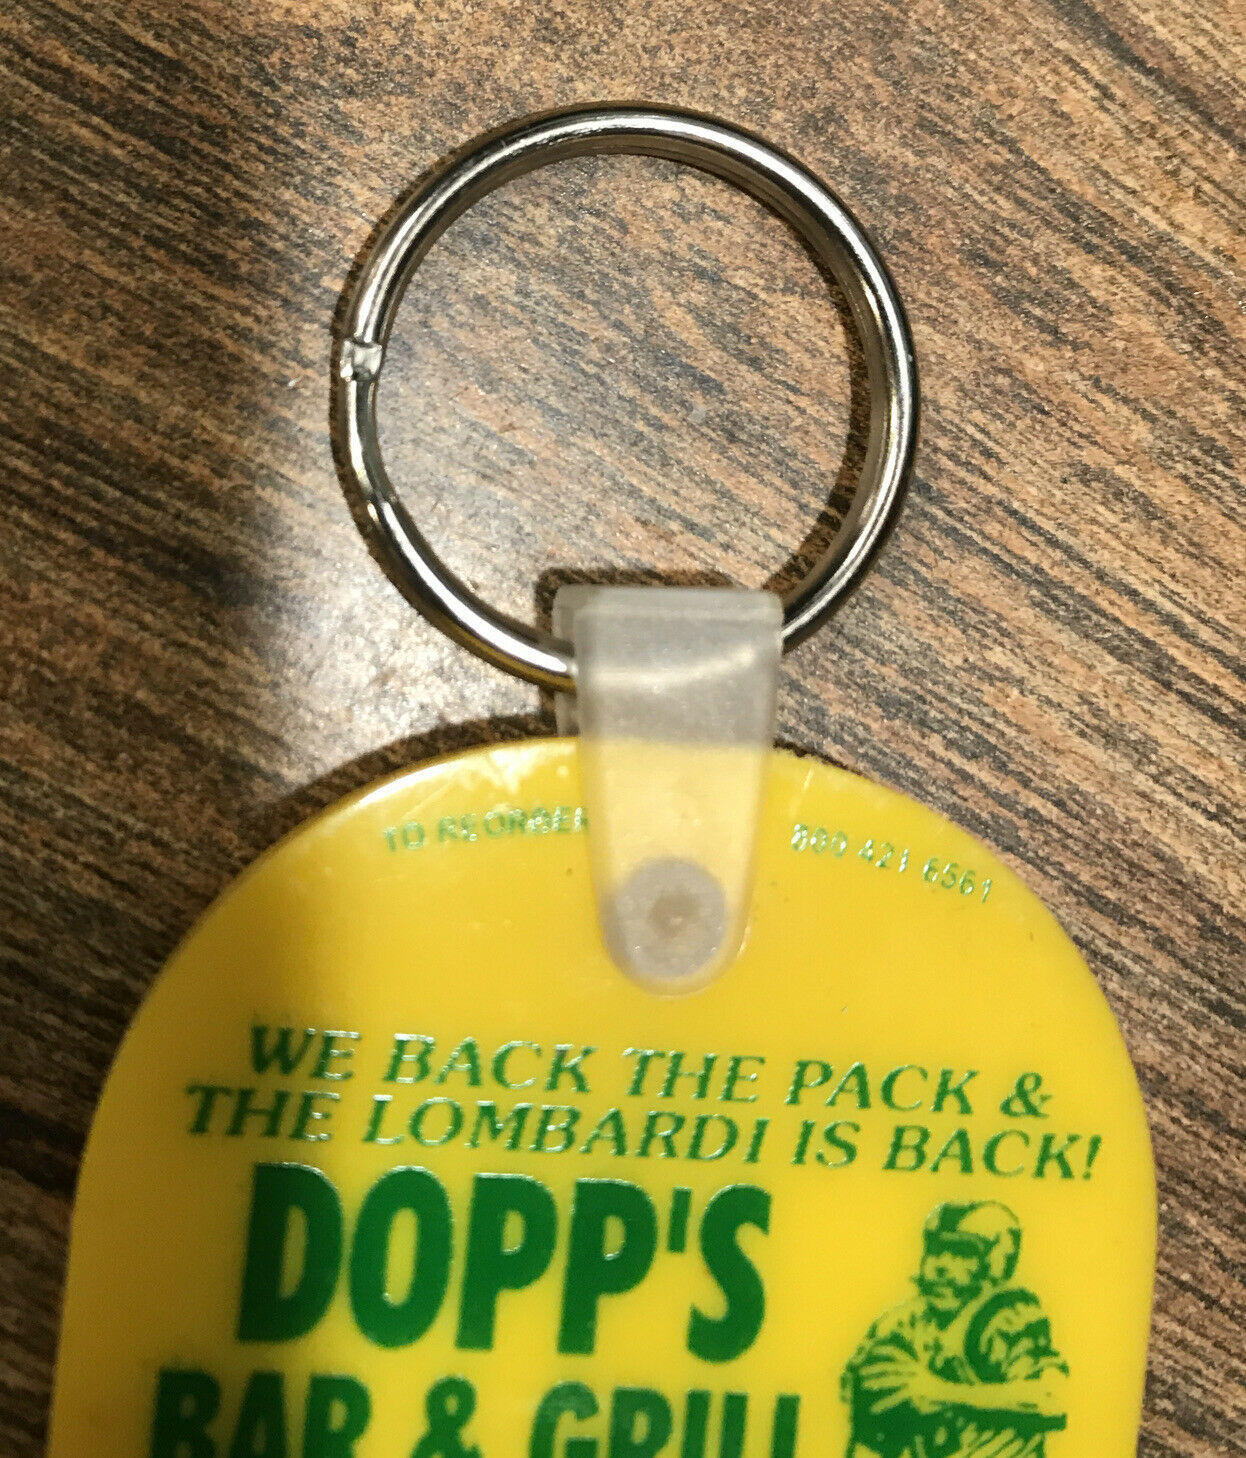 TO REORDER 800 421 6561
WE BACK THE PACK &
THE LOMBARDI IS BACK!
DOPP'S
BAR & GRILL